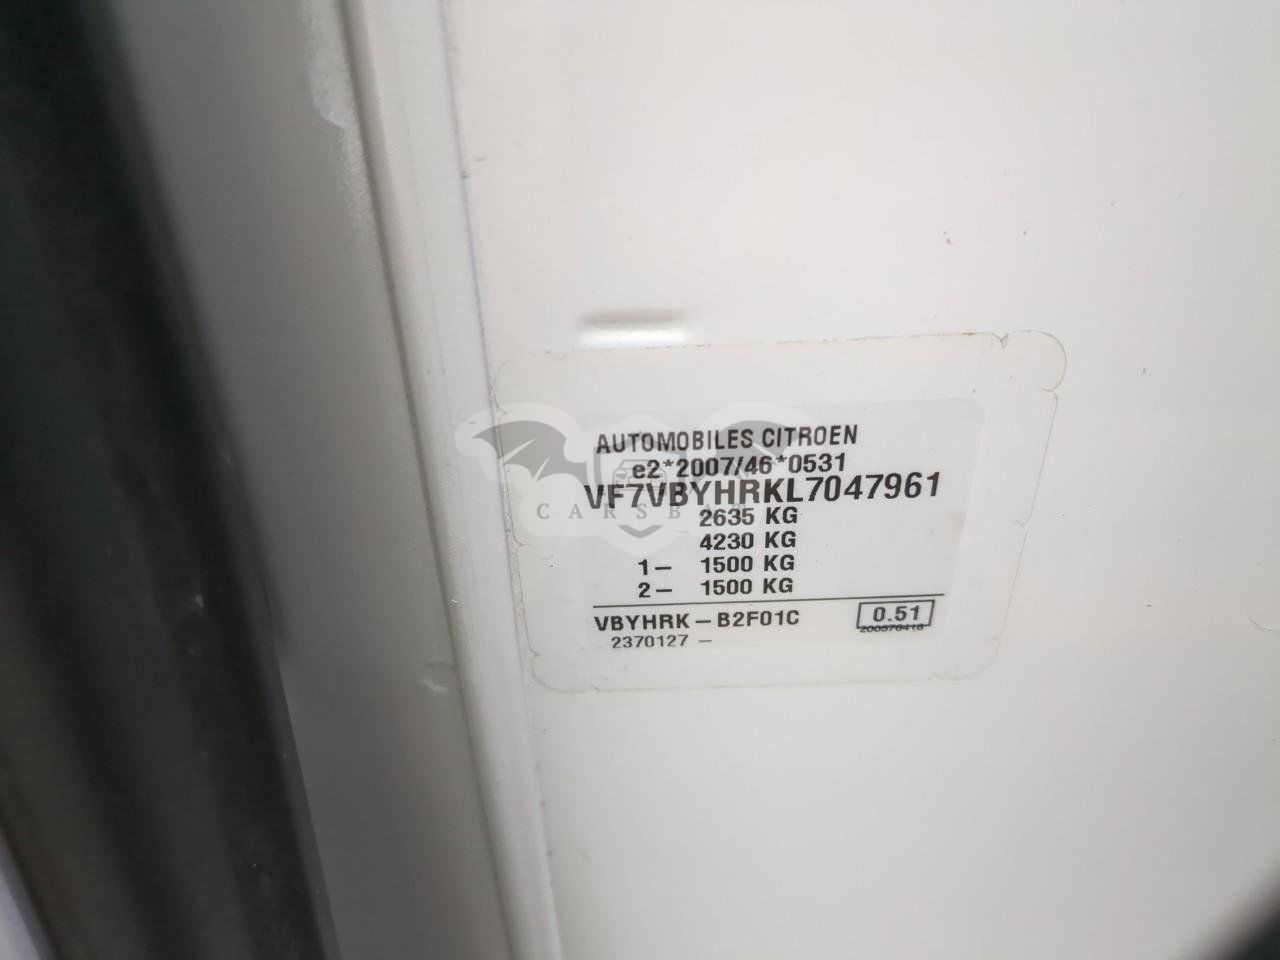 AUTOMOBILES CITROEN
e2*2007/46*0531
VF7VBYHRKL7047961
CARSBAT
2635 KG
4230 KG
1– 1500 KG
2– 1500 KG
VBYHRK – B2F01C 0.51
2370127 –